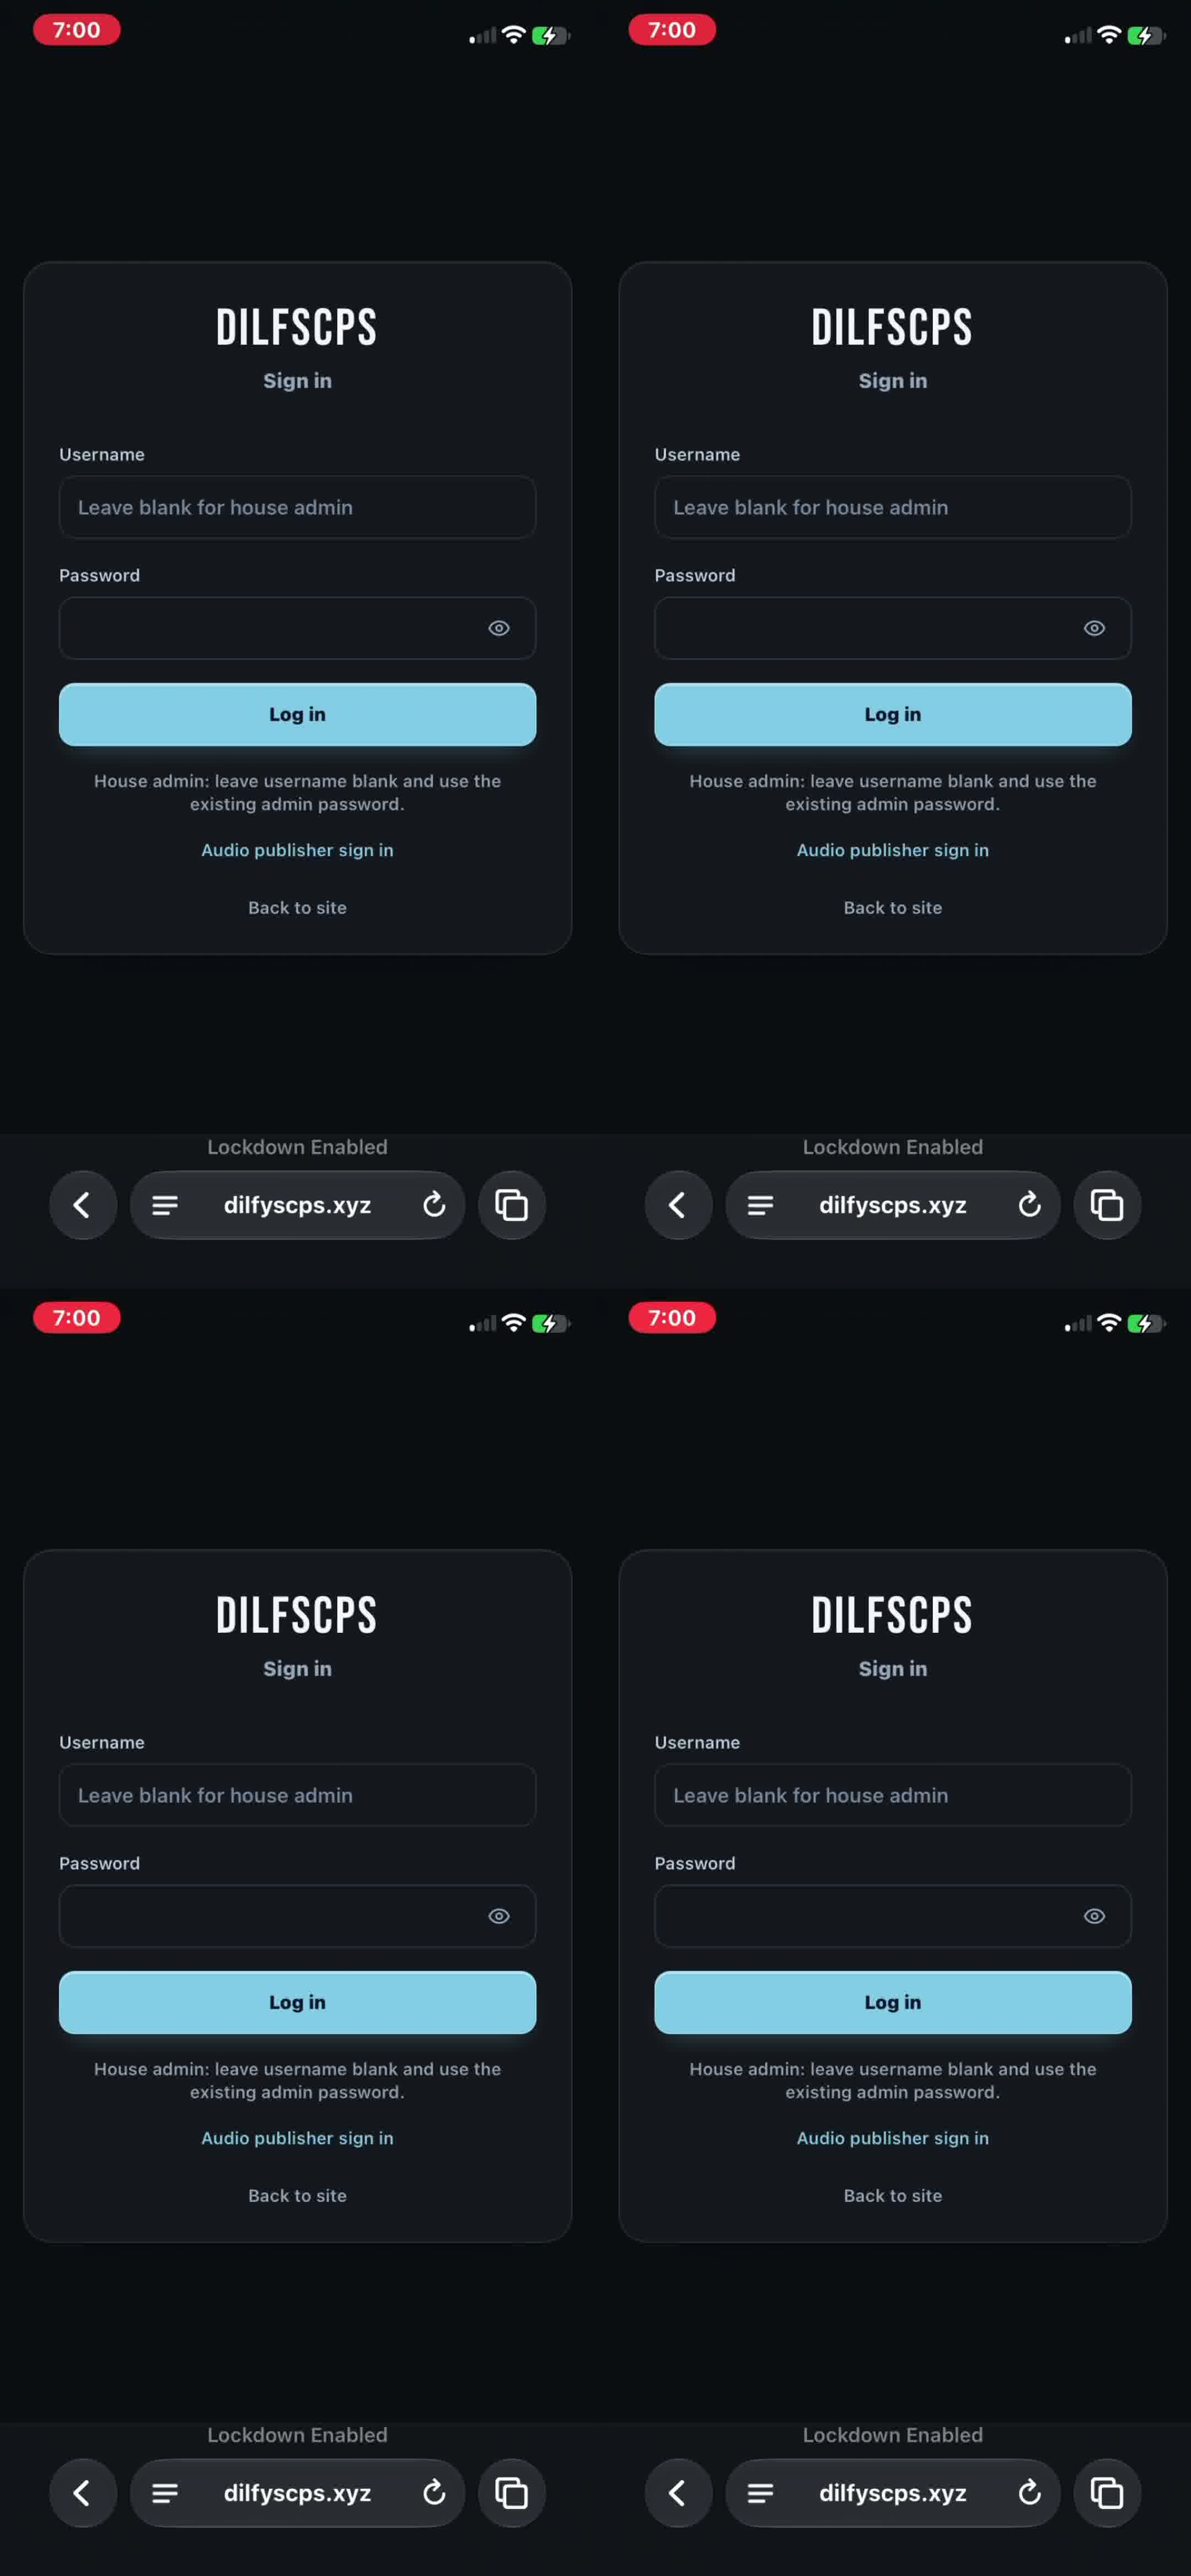 7:00
DILFSCPS
Sign in
Username
Leave blank for house admin
Password
Log in
House admin: leave username blank and use the
existing admin password.
Audio publisher sign in
Back to site
Lockdown Enabled
dilfyscps.xyz
7:00
DILFSCPS
Sign in
Username
Leave blank for house admin
Password
Log in
House admin: leave username blank and use the
existing admin password.
Audio publisher sign in
Back to site
Lockdown Enabled
dilfyscps.xyz
7:00
DILFSCPS
Sign in
Username
Leave blank for house admin
Password
Log in
House admin: leave username blank and use the
existing admin password.
Audio publisher sign in
Back to site
Lockdown Enabled
dilfyscps.xyz
7:00
DILFSCPS
Sign in
Username
Leave blank for house admin
Password
Log in
House admin: leave username blank and use the
existing admin password.
Audio publisher sign in
Back to site
Lockdown Enabled
dilfyscps.xyz